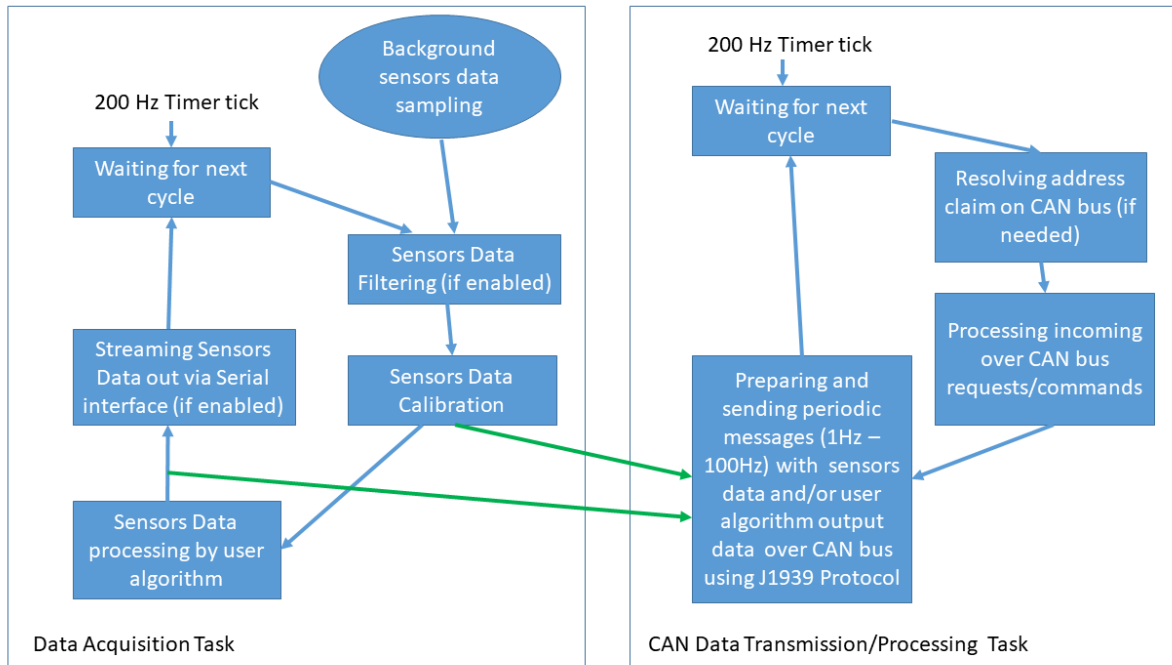 Background
sensors data
sampling
200 Hz Timer tick
Waiting for next
cycle
Sensors Data
Filtering (if enabled)
Streaming Sensors
Data out via Serial
interface (if enabled)
Sensors Data
Calibration
Sensors Data
processing by user
algorithm
Data Acquisition Task
200 Hz Timer tick
Waiting for next
cycle
Resolving address
claim on CAN bus (if
needed)
Processing incoming
over CAN bus
requests/commands
Preparing and
sending periodic
messages (1Hz –
100Hz) with sensors
data and/or user
algorithm output
data over CAN bus
using J1939 Protocol
CAN Data Transmission/Processing Task